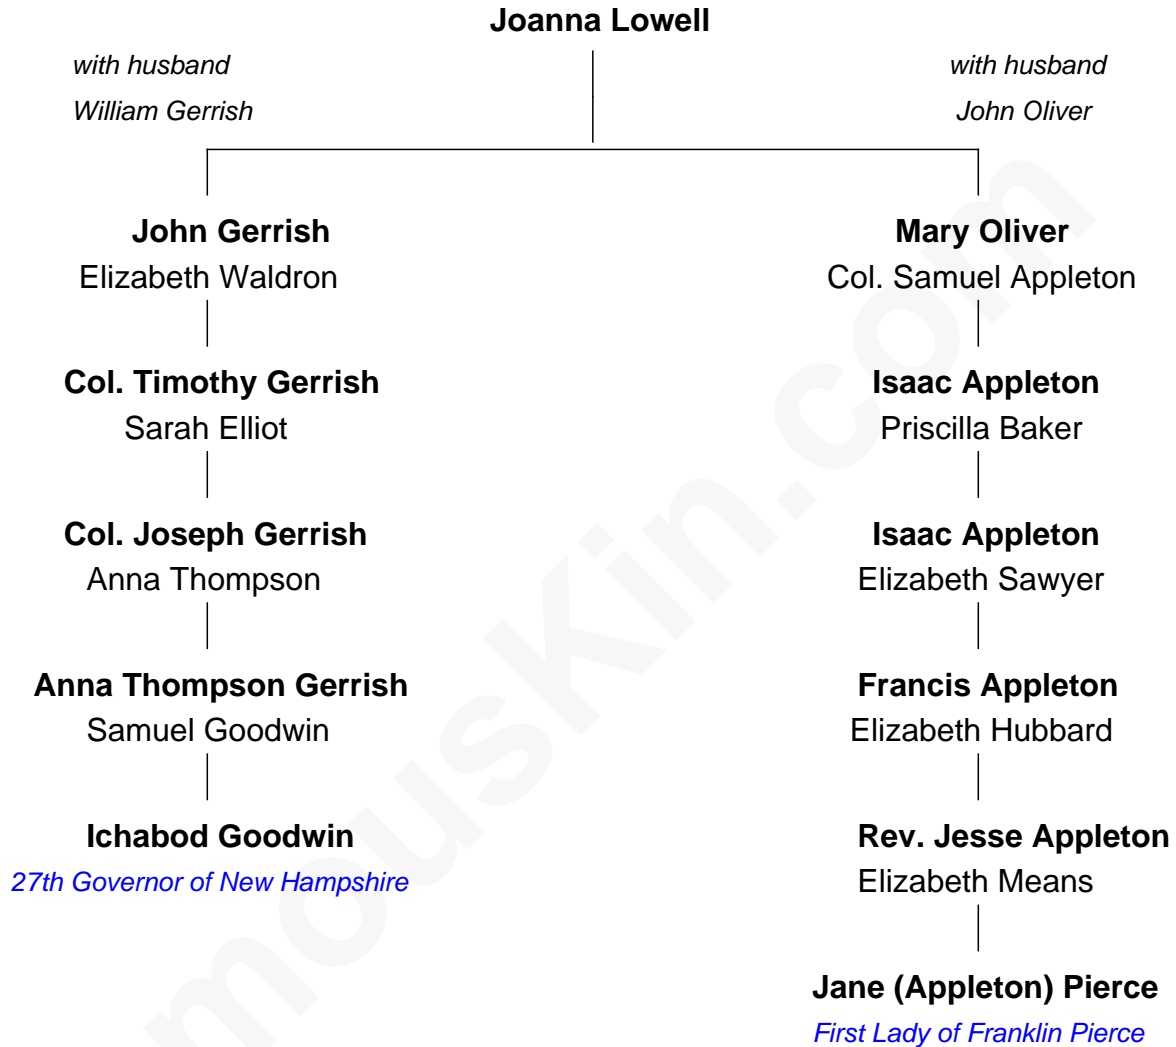 Joanna Lowell
with husband
William Gerrish
with husband
John Oliver
John Gerrish
Elizabeth Waldron
Mary Oliver
Col. Samuel Appleton
Col. Timothy Gerrish
Sarah Elliot
Isaac Appleton
Priscilla Baker
Col. Joseph Gerrish
Anna Thompson
Isaac Appleton
Elizabeth Sawyer
Anna Thompson Gerrish
Samuel Goodwin
Francis Appleton
Elizabeth Hubbard
Ichabod Goodwin
27th Governor of New Hampshire
Rev. Jesse Appleton
Elizabeth Means
Jane (Appleton) Pierce
First Lady of Franklin Pierce
mousKin.com